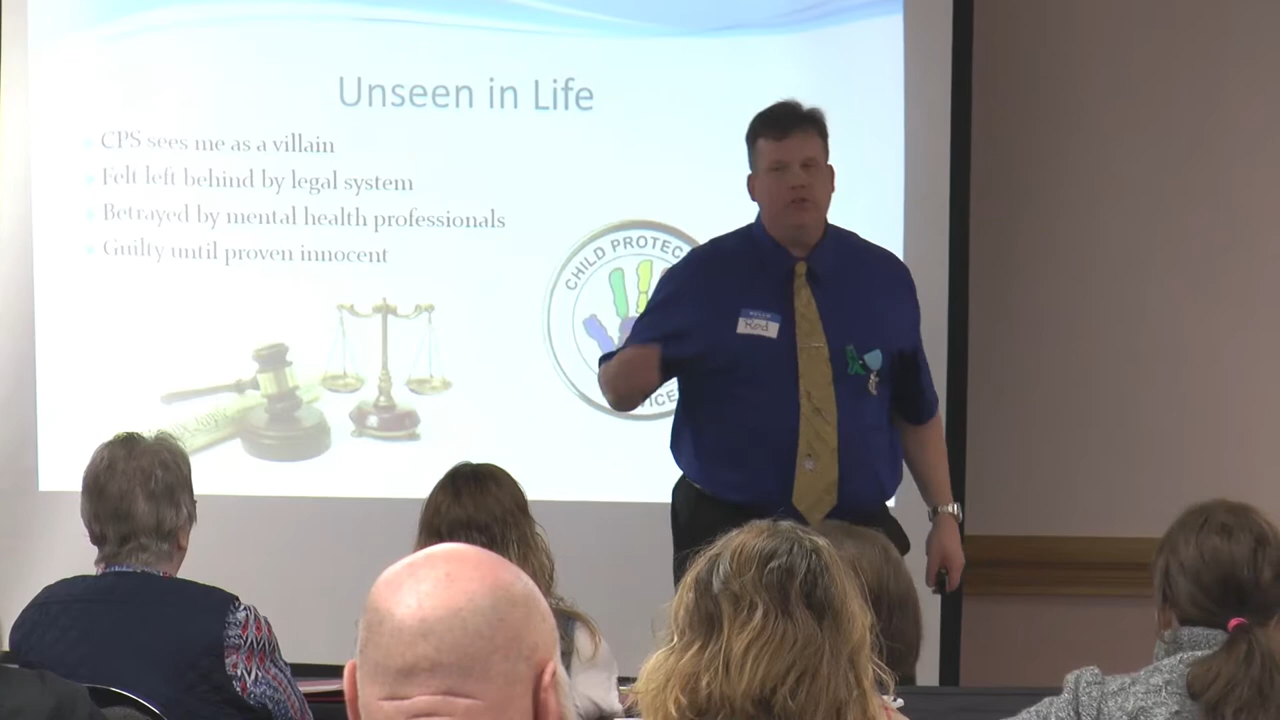 Unseen in Life
CPS sees me as a villain
Felt left behind by legal system
Betrayed by mental health professionals
Guilty until proven innocent
CHILD PROTEC
HELLO
Rod